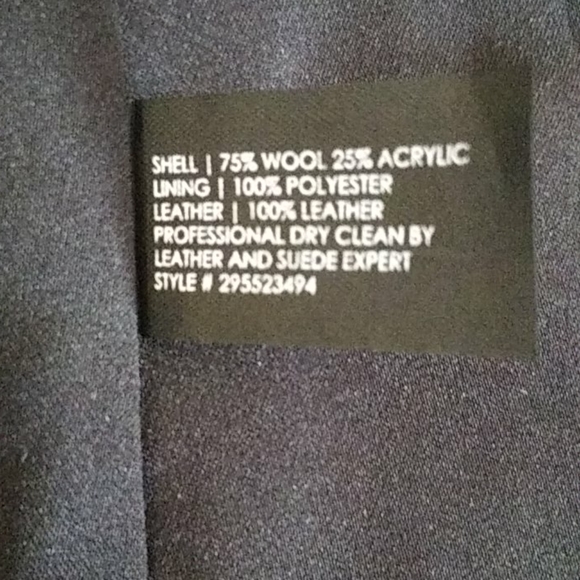 SHELL | 75% WOOL 25% ACRYLIC
LINING | 100% POLYESTER
LEATHER | 100% LEATHER
PROFESSIONAL DRY CLEAN BY
LEATHER AND SUEDE EXPERT
STYLE # 295523494